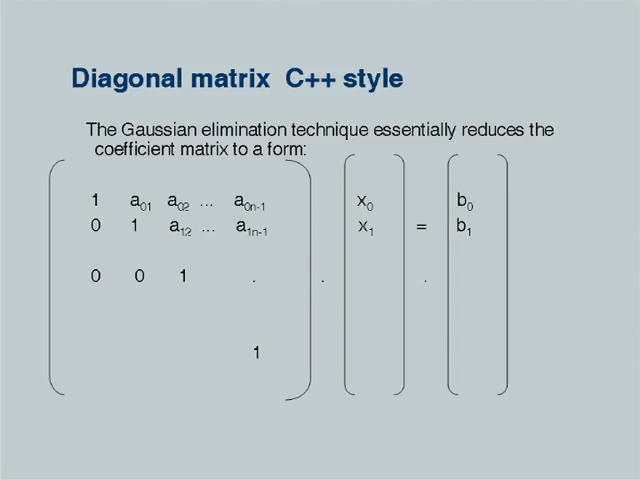 Diagonal matrix C++ style
The Gaussian elimination technique essentially reduces the
coefficient matrix to a form:
1 a01 a02 ... a0n-1 x0 b0
0 1 a12 ... a1n-1 x1 = b1
0 0 1 . . .
1